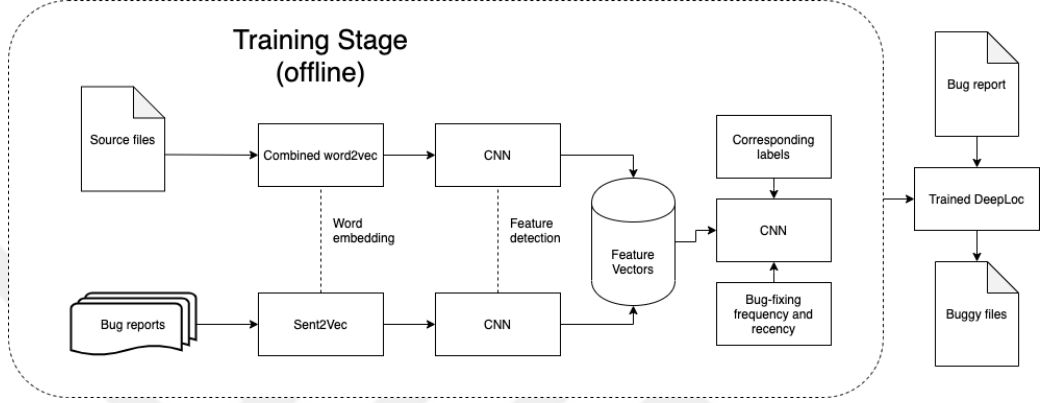 Training Stage
(offline)
Source files
Combined word2vec
CNN
Word
embedding
Feature
detection
Bug reports
Sent2Vec
CNN
Feature
Vectors
Corresponding
labels
CNN
Bug-fixing
frequency and
recency
Bug report
Trained DeepLoc
Buggy files